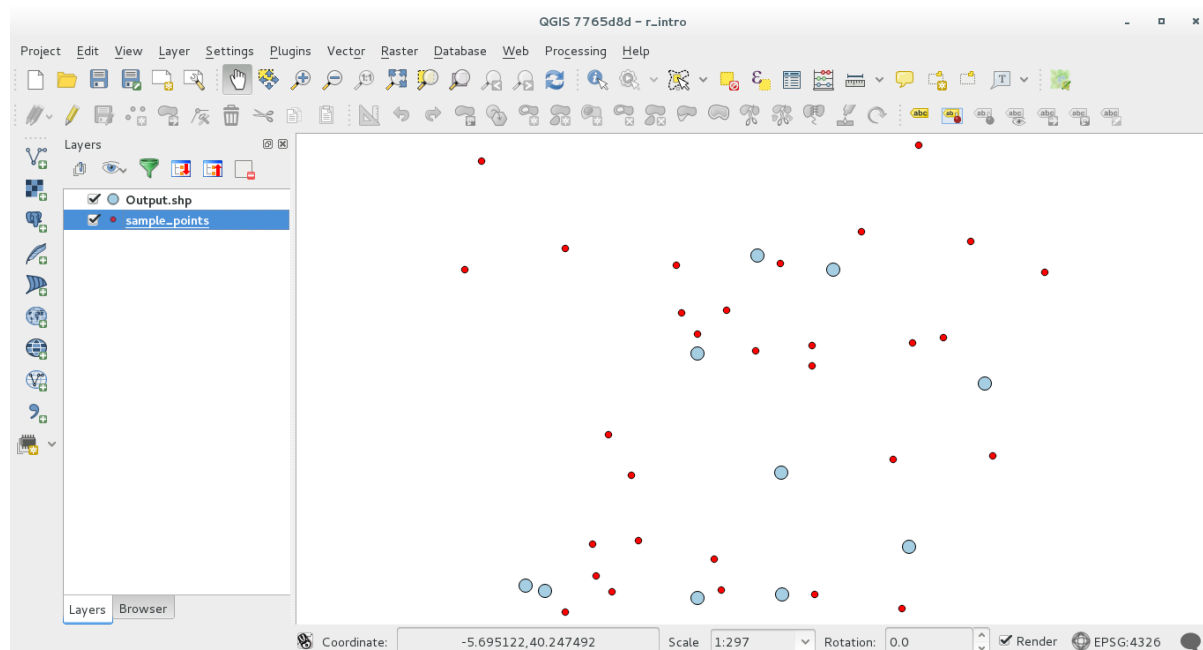 QGIS 7765d8d – r_intro
Project Edit View Layer Settings Plugins Vector Raster Database Web Processing Help
Layers
Output.shp
sample_points
Layers Browser
Coordinate: -5.695122,40.247492 Scale 1:297 Rotation: 0.0 Render EPSG:4326